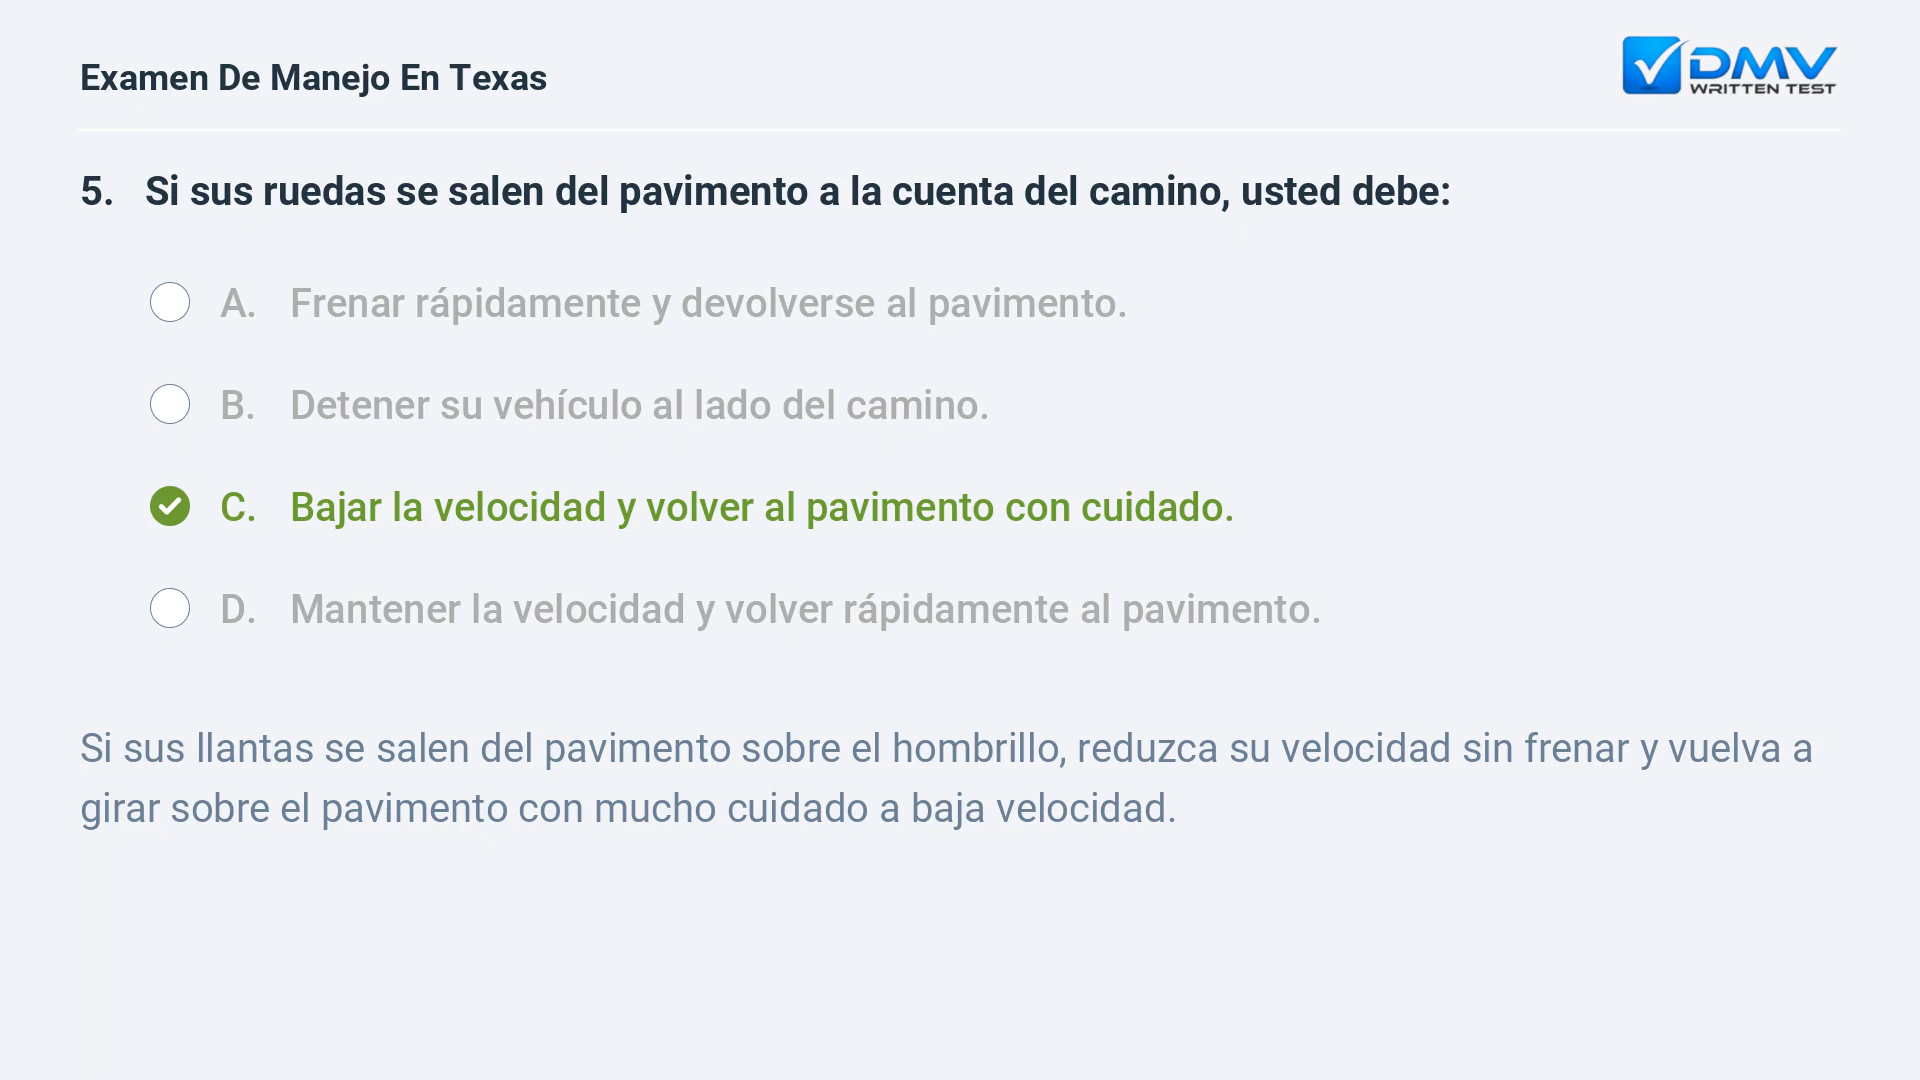 Examen De Manejo En Texas
DMV
WRITTEN TEST
5. Si sus ruedas se salen del pavimento a la cuenta del camino, usted debe:
A. Frenar rápidamente y devolverse al pavimento.
B. Detener su vehículo al lado del camino.
C. Bajar la velocidad y volver al pavimento con cuidado.
D. Mantener la velocidad y volver rápidamente al pavimento.
Si sus llantas se salen del pavimento sobre el hombrillo, reduzca su velocidad sin frenar y vuelva a
girar sobre el pavimento con mucho cuidado a baja velocidad.